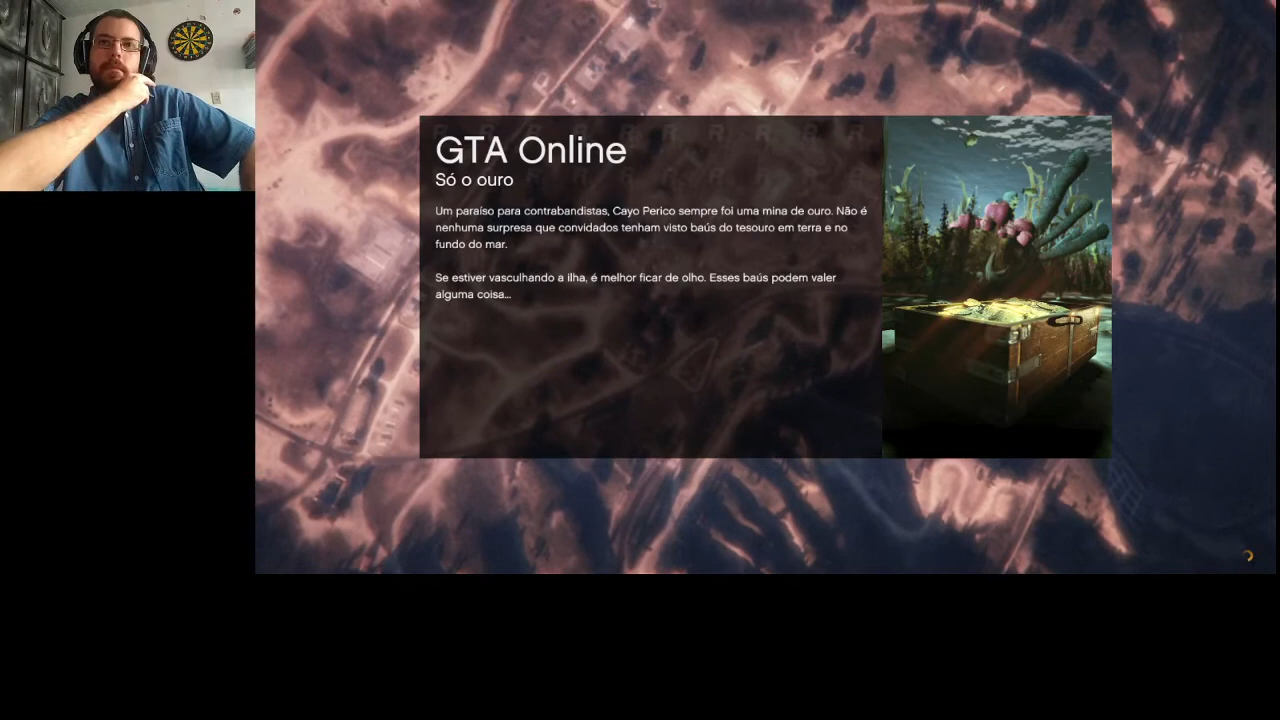 GTA Online
Só o ouro
Um paraíso para contrabandistas, Cayo Perico sempre foi uma mina de ouro. Não é
nenhuma surpresa que convidados tenham visto baús do tesouro em terra e no
fundo do mar.
Se estiver vasculhando a ilha, é melhor ficar de olho. Esses baús podem valer
alguma coisa...